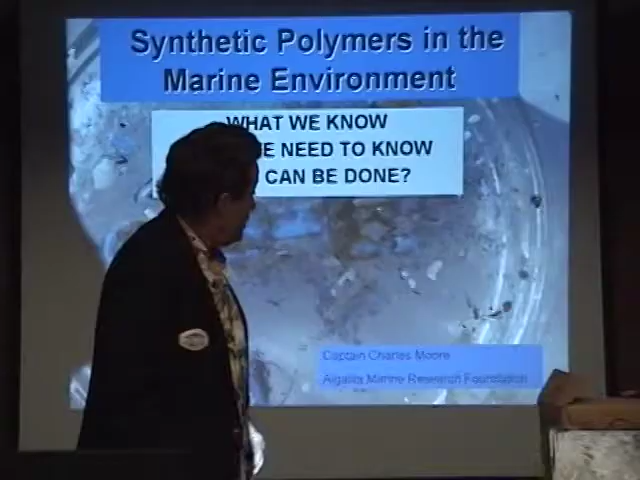 Synthetic Polymers in the
Marine Environment
WHAT WE KNOW
E NEED TO KNOW
CAN BE DONE?
Captain Charles Moore
Algalita Marine Research Foundation